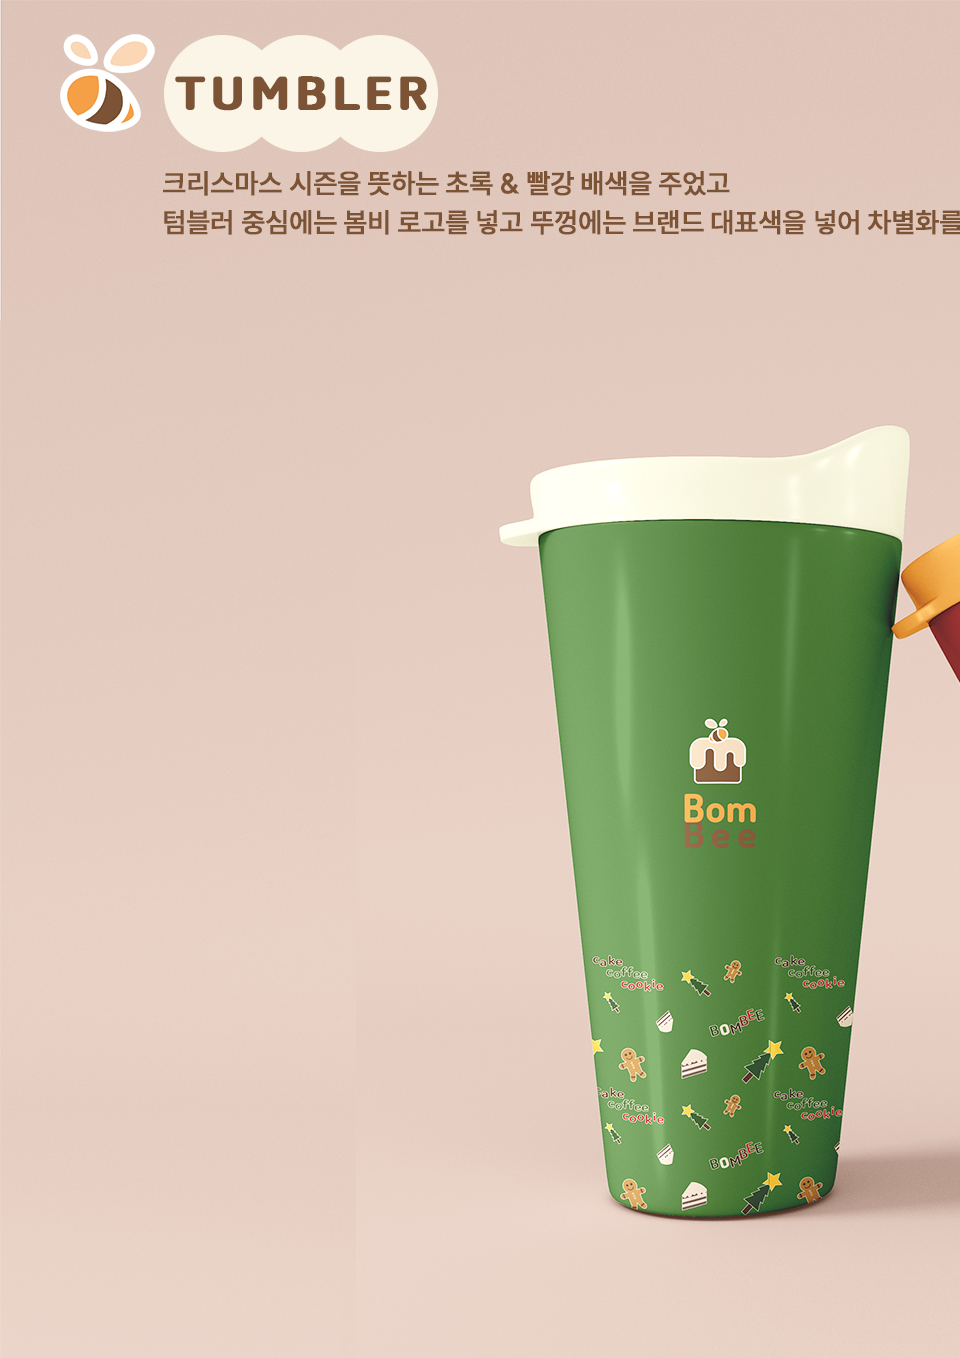 TUMBLER
크리스마스 시즌을 뜻하는 초록 & 빨강 배색을 주었고
텀블러 중심에는 봄비 로고를 넣고 뚜껑에는 브랜드 대표색을 넣어 차별화를
Bom
Bee
cake
coffee
cookie
cake
coffee
cookie
BOMBEE
cake
coffee
cookie
cake
coffee
cookie
BOMBEE